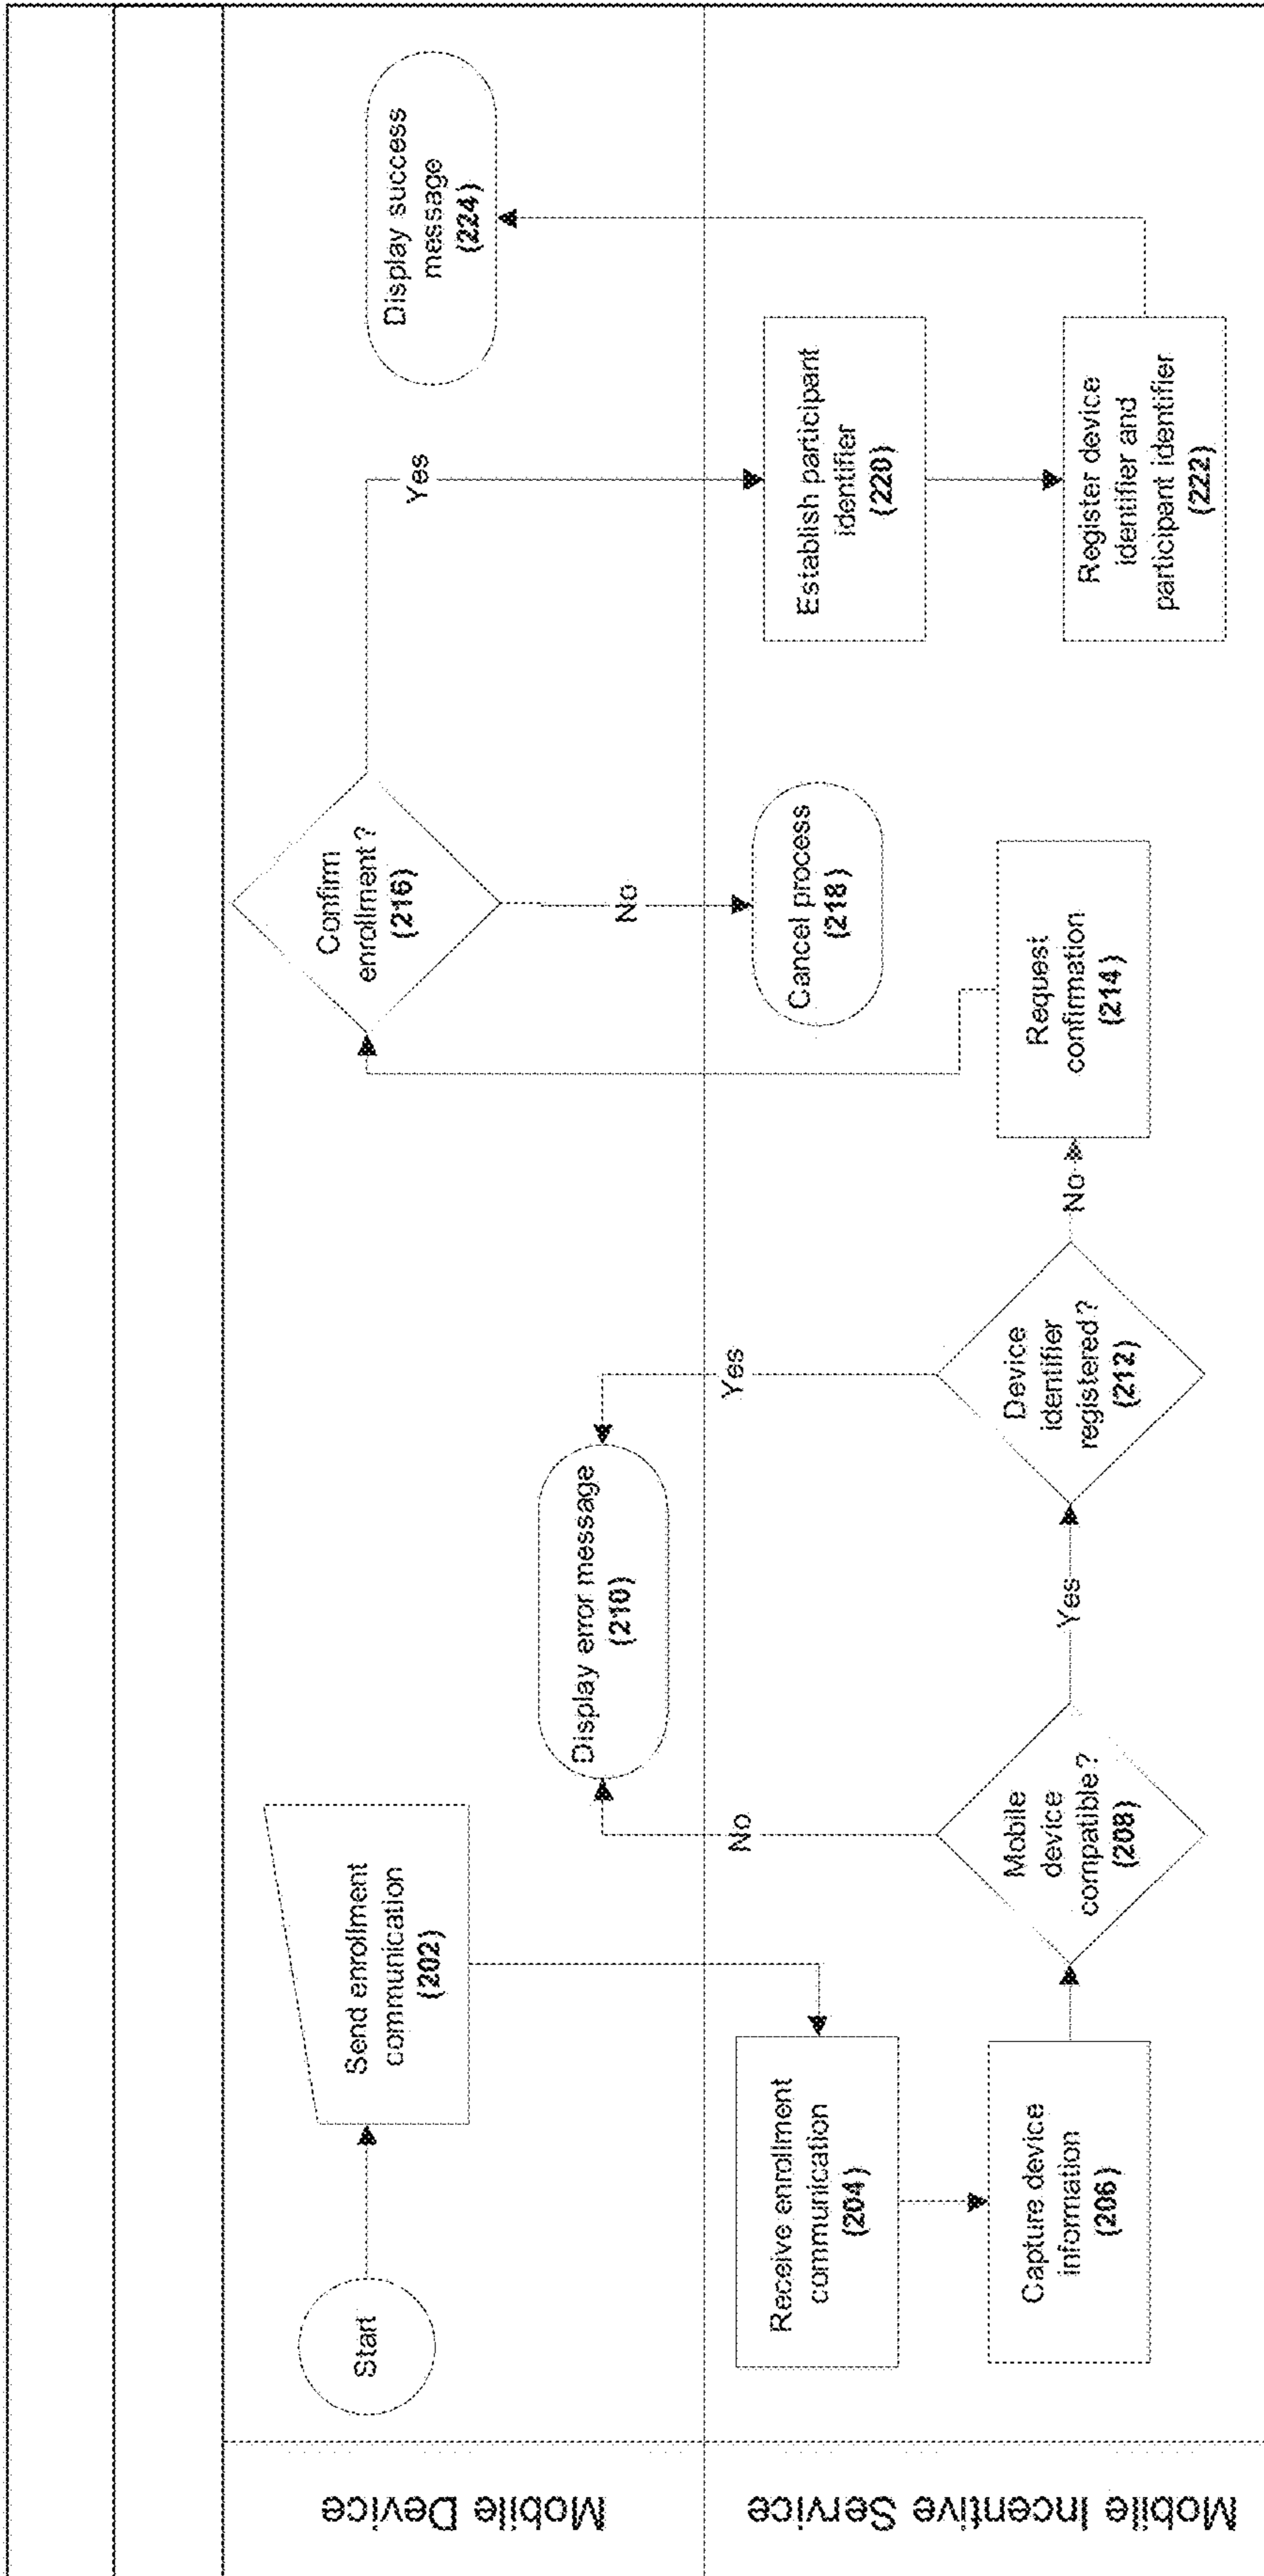 Mobile Device
Start
Send enrollment
communication
(202)
Display error message
(210)
Confirm
enrollment?
(216)
Yes
No
Display success
message
(224)
Mobile Incentive Service
Receive enrollment
communication
(204)
Capture device
information
(206)
Mobile
device
compatible?
(208)
No
Yes
Device
identifier
registered?
(212)
Yes
No
Request
confirmation
(214)
Cancel process
(218)
Establish participant
identifier
(220)
Register device
identifier and
participant identifier
(222)